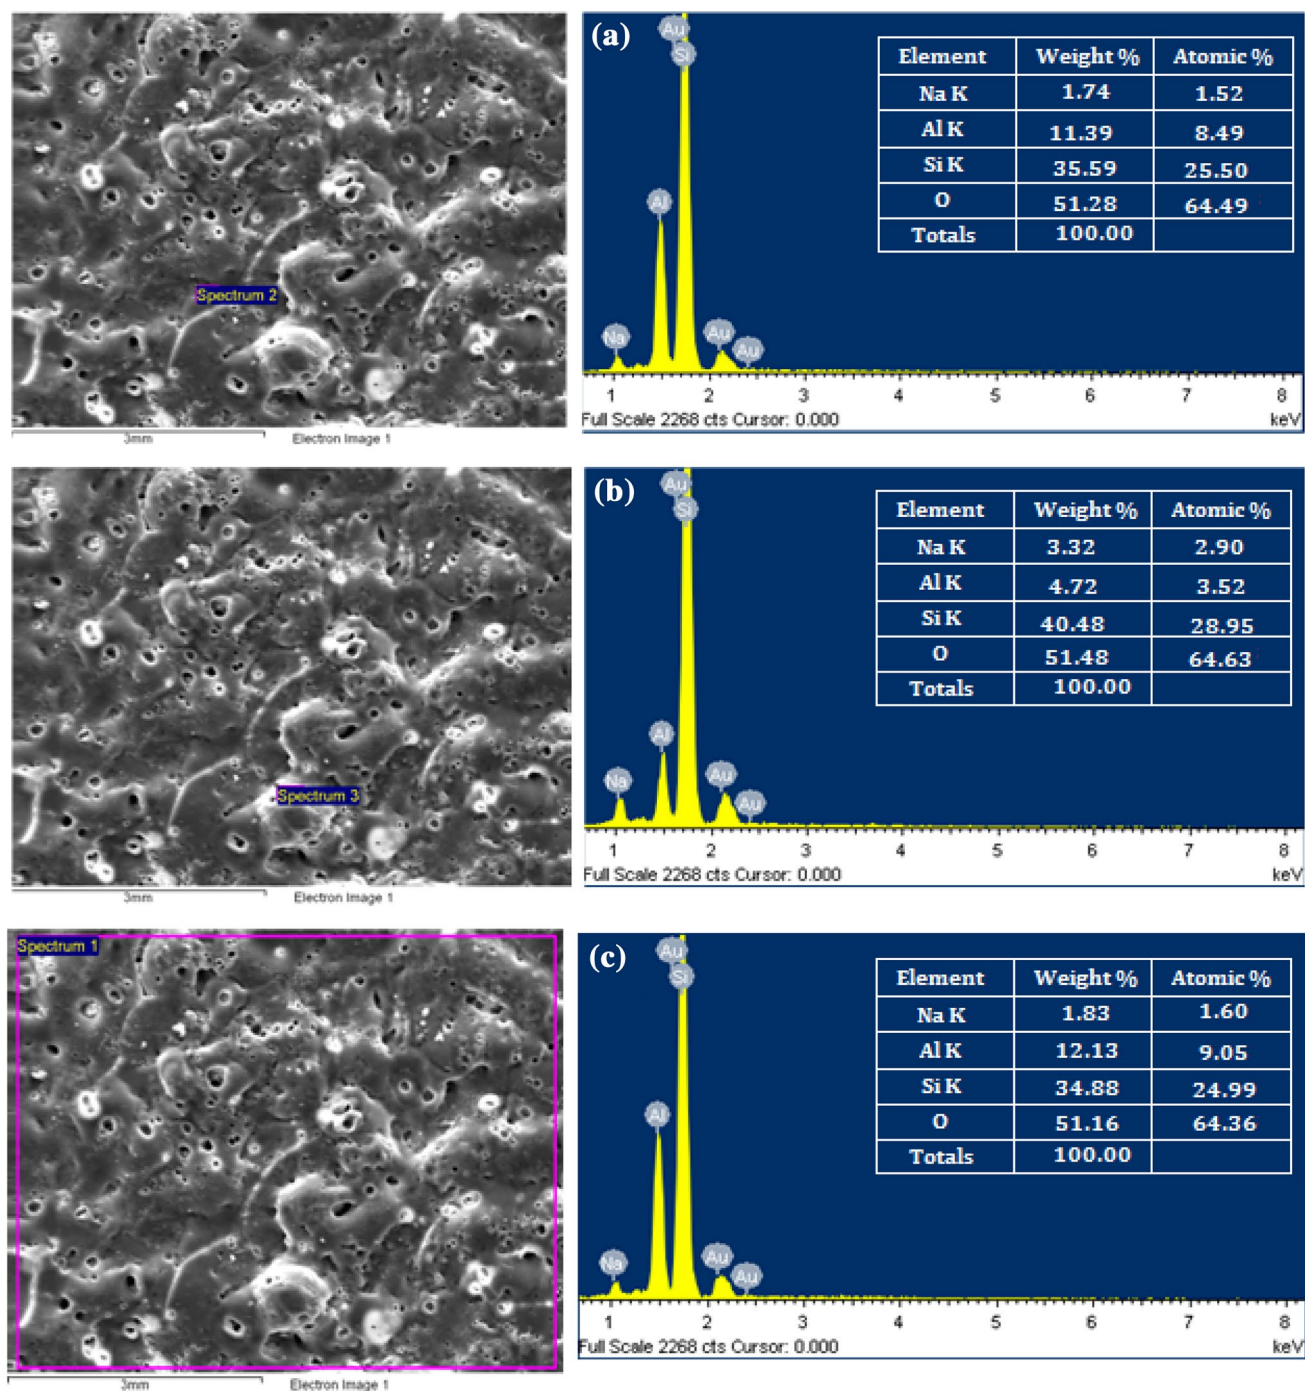 Spectrum 2
3mm Electron Image 1
(a)
Au
Si
Al
Na
Au
Au
Element Weight % Atomic %
Na K 1.74 1.52
Al K 11.39 8.49
Si K 35.59 25.50
O 51.28 64.49
Totals 100.00
1 2 3 4 5 6 7 8
Full Scale 2268 cts Cursor: 0.000 keV
Spectrum 3
3mm Electron Image 1
(b)
Au
Si
Al
Na
Au
Au
Element Weight % Atomic %
Na K 3.32 2.90
Al K 4.72 3.52
Si K 40.48 28.95
O 51.48 64.63
Totals 100.00
1 2 3 4 5 6 7 8
Full Scale 2268 cts Cursor: 0.000 keV
Spectrum 1
3mm Electron Image 1
(c)
Au
Si
Al
Na
Au
Au
Element Weight % Atomic %
Na K 1.83 1.60
Al K 12.13 9.05
Si K 34.88 24.99
O 51.16 64.36
Totals 100.00
1 2 3 4 5 6 7 8
Full Scale 2268 cts Cursor: 0.000 keV